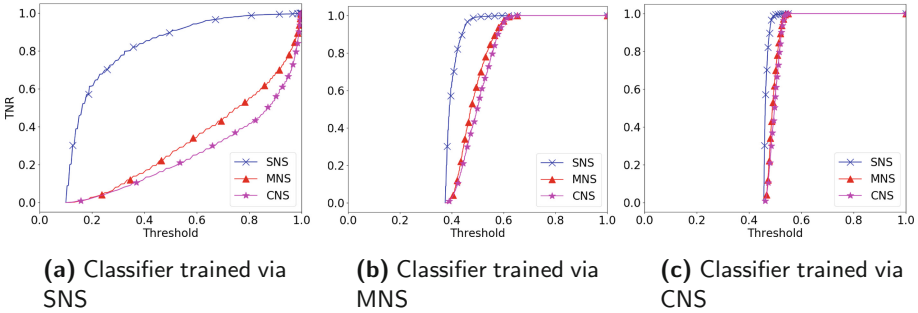 TNR
1.0
0.8
0.6
0.4
0.2
0.0
SNS
MNS
CNS
0.0 0.2 0.4 0.6 0.8 1.0
Threshold
(a) Classifier trained via
SNS
1.0
0.8
0.6
0.4
0.2
0.0
SNS
MNS
CNS
0.0 0.2 0.4 0.6 0.8 1.0
Threshold
(b) Classifier trained via
MNS
1.0
0.8
0.6
0.4
0.2
0.0
SNS
MNS
CNS
0.0 0.2 0.4 0.6 0.8 1.0
Threshold
(c) Classifier trained via
CNS